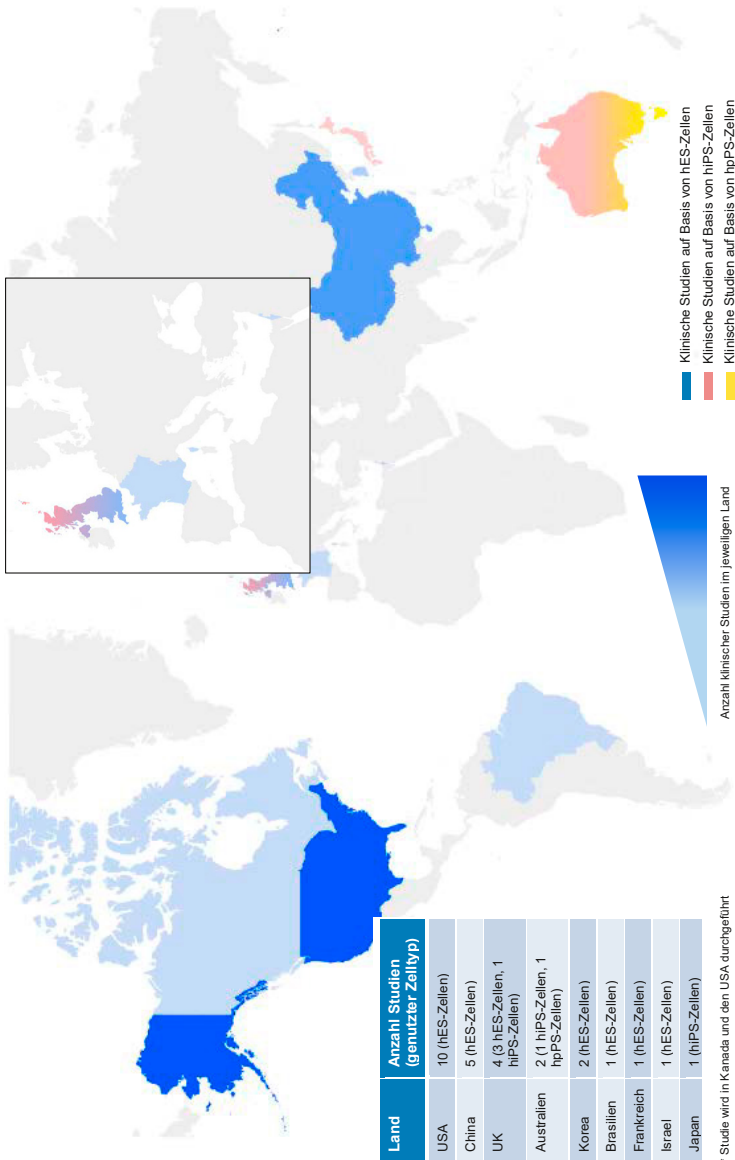 Land Anzahl Studien
(genutzter Zelltyp)
USA 10 (hES-Zellen)
China 5 (hES-Zellen)
UK 4 (3 hES-Zellen, 1
hiPS-Zellen)
Australien 2 (1 hiPS-Zellen, 1
hpPS-Zellen)
Korea 2 (hES-Zellen)
Brasilien 1 (hES-Zellen)
Frankreich 1 (hES-Zellen)
Israel 1 (hES-Zellen)
Japan 1 (hiPS-Zellen)
* Studie wird in Kanada und den USA durchgeführt
Anzahl klinischer Studien im jeweiligen Land
Klinische Studien auf Basis von hES-Zellen
Klinische Studien auf Basis von hiPS-Zellen
Klinische Studien auf Basis von hpPS-Zellen